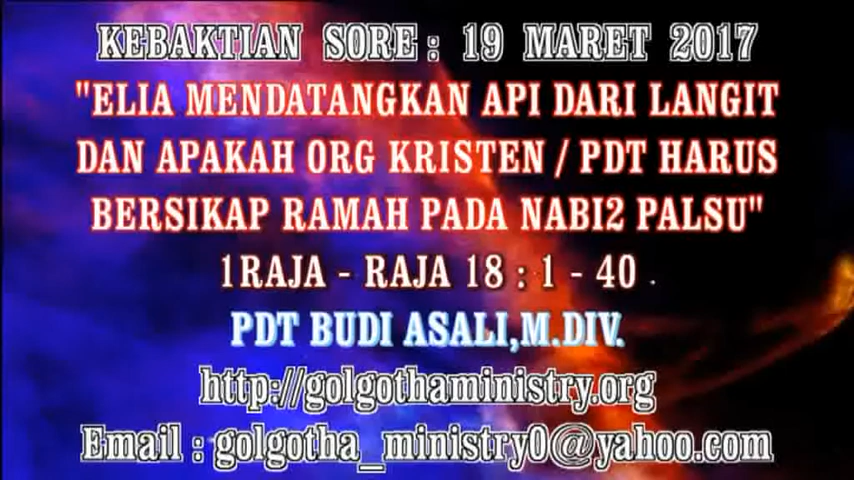 KEBAKTIAN SORE : 19 MARET 2017
"ELIA MENDATANGKAN API DARI LANGIT
DAN APAKAH ORG KRISTEN / PDT HARUS
BERSIKAP RAMAH PADA NABI2 PALSU"
1RAJA - RAJA 18 : 1 - 40 .
PDT BUDI ASALI,M.DIV.
http://golgothaministry.org
Email : golgotha_ministry0@yahoo.com